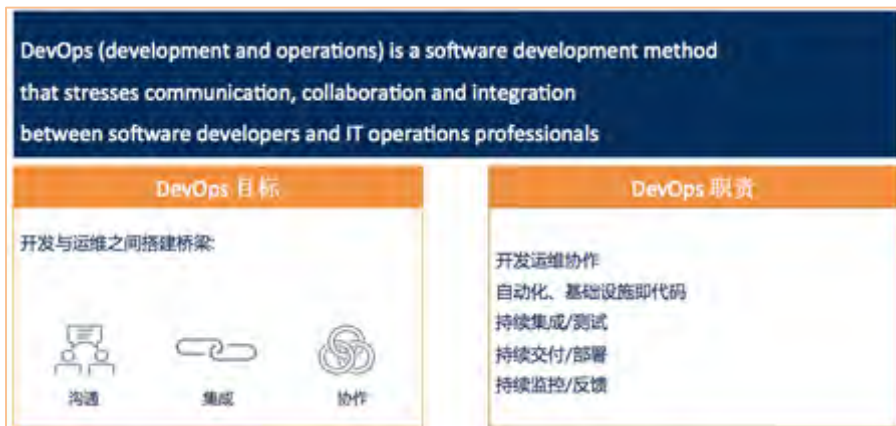 DevOps (development and operations) is a software development method
that stresses communication, collaboration and integration
between software developers and IT operations professionals
DevOps 目标
开发与运维之间搭建桥梁:
沟通
集成
协作
DevOps 职责
开发运维协作
自动化、基础设施即代码
持续集成/测试
持续交付/部署
持续监控/反馈